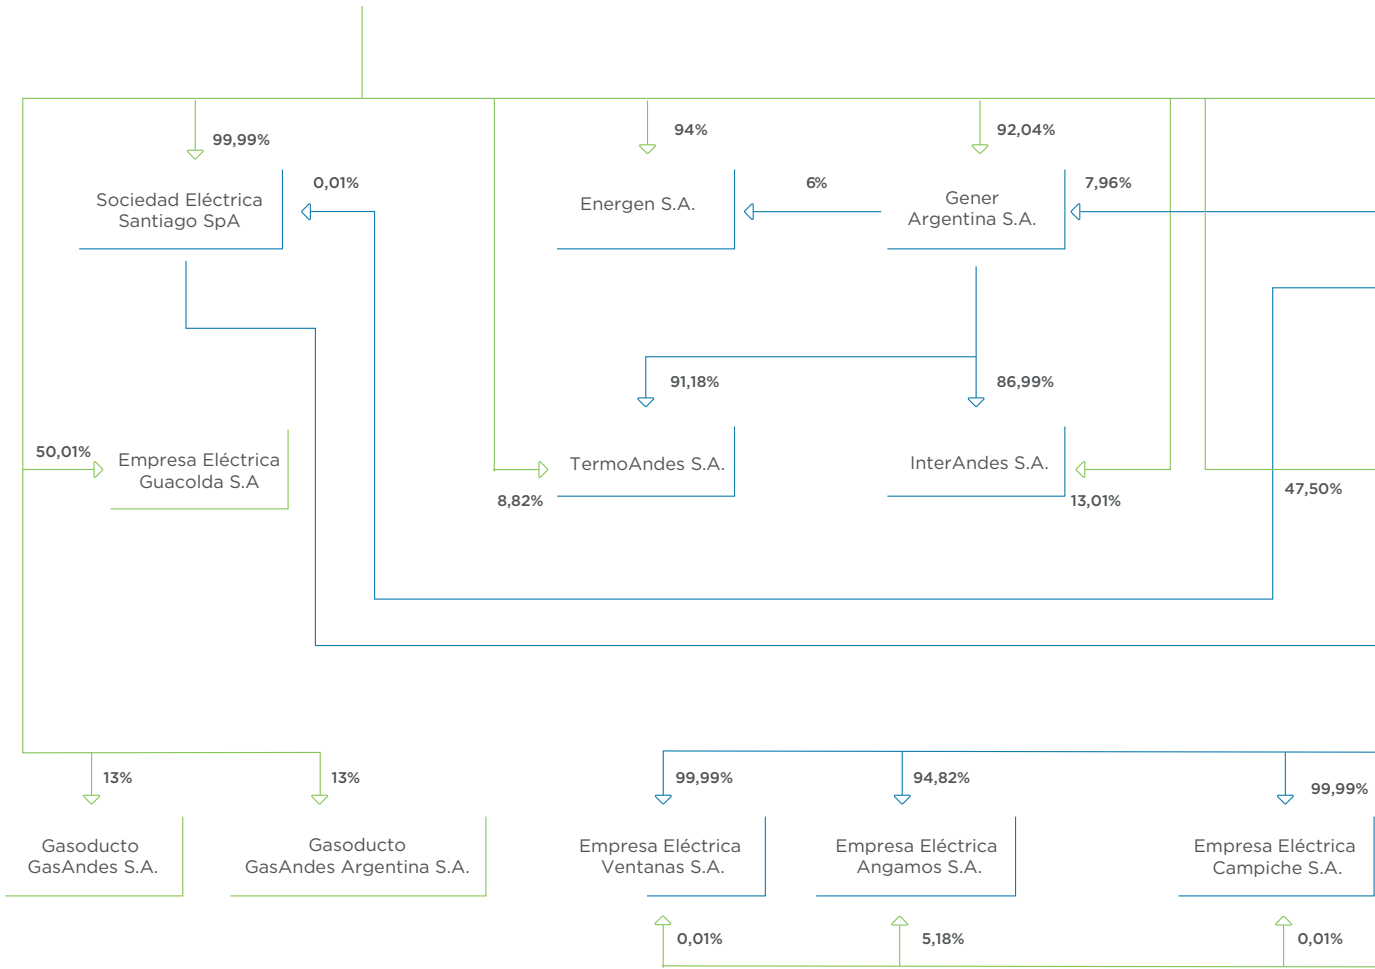 99,99%
94%
92,04%
0,01%
6%
7,96%
Sociedad Eléctrica
Santiago SpA
Energen S.A.
Gener
Argentina S.A.
91,18%
86,99%
50,01%
Empresa Eléctrica
Guacolda S.A
TermoAndes S.A.
InterAndes S.A.
8,82%
13,01%
47,50%
13%
13%
99,99%
94,82%
99,99%
Gasoducto
GasAndes S.A.
Gasoducto
GasAndes Argentina S.A.
Empresa Eléctrica
Ventanas S.A.
Empresa Eléctrica
Angamos S.A.
Empresa Eléctrica
Campiche S.A.
0,01%
5,18%
0,01%